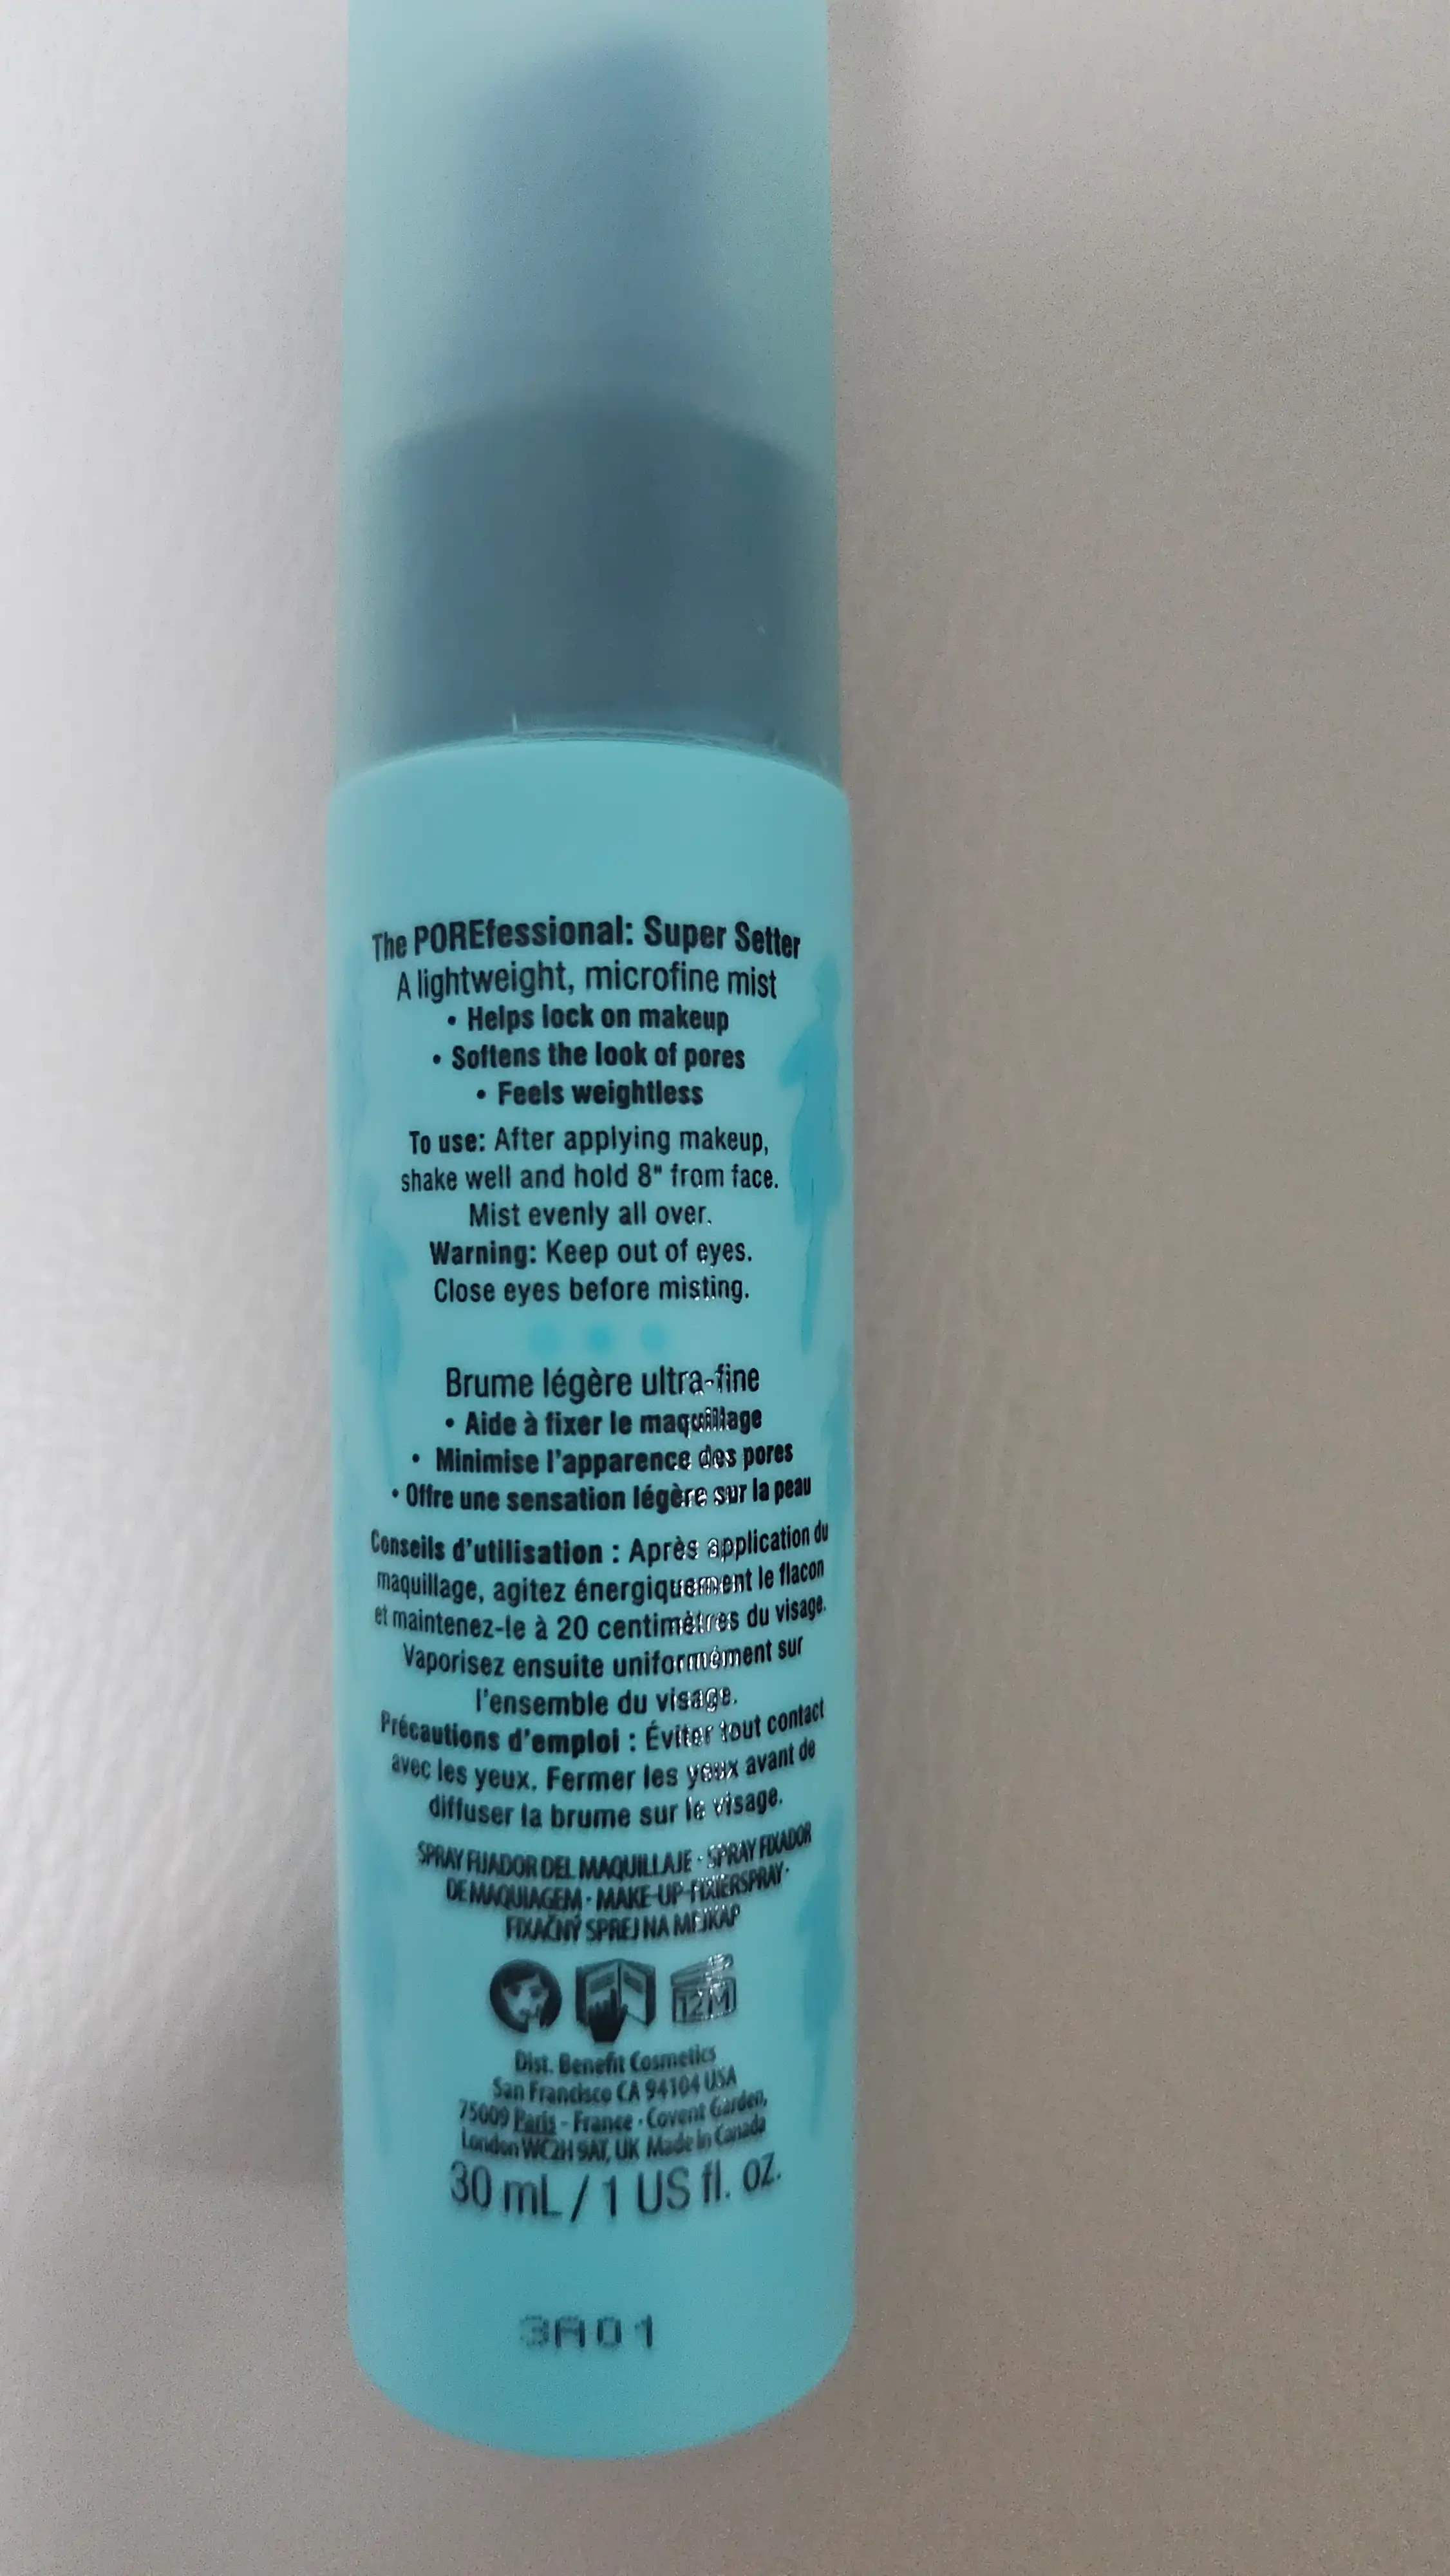 The POREfessional: Super Setter
A lightweight, microfine mist
• Helps lock on makeup
• Softens the look of pores
• Feels weightless
To use: After applying makeup,
shake well and hold 8" from face.
Mist evenly all over.
Warning: Keep out of eyes.
Close eyes before misting.
Brume légère ultra-fine
• Aide à fixer le maquillage
• Minimise l'apparence des pores
• Offre une sensation légère sur la peau
Conseils d'utilisation : Après application du
maquillage, agitez énergiquement le flacon
et maintenez-le à 20 centimètres du visage.
Vaporisez ensuite uniformément sur
l'ensemble du visage.
Précautions d'emploi : Éviter tout contact
avec les yeux. Fermer les yeux avant de
diffuser la brume sur le visage.
SPRAY FIJADOR DEL MAQUILLAJE · SPRAY FIXADOR
DE MAQUIAGEM · MAKE-UP-FIXIERSPRAY ·
FIXAČNÝ SPREJ NA MEJKAP
12M
Dist. Benefit Cosmetics
San Francisco CA 94104 USA
75009 Paris - France · Covent Garden,
London WC2H 9AT, UK Made in Canada
30 mL / 1 US fl. oz.
3A01